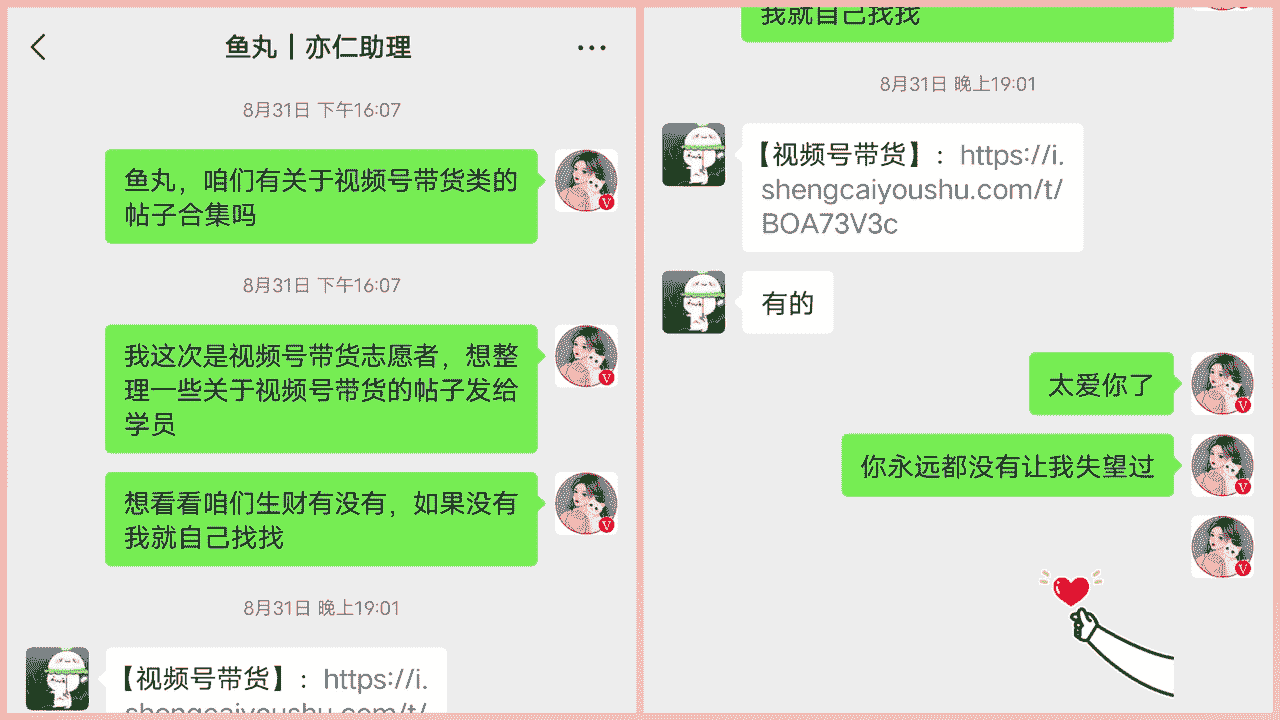 鱼丸｜亦仁助理
8月31日 下午16:07
鱼丸，咱们有关于视频号带货类的
帖子合集吗
8月31日 下午16:07
我这次是视频号带货志愿者，想整
理一些关于视频号带货的帖子发给
学员
想看看咱们生财有没有，如果没有
我就自己找找
8月31日 晚上19:01
【视频号带货】：https://i.
shengcaiyoushu.com/t/
我就自己找找
8月31日 晚上19:01
【视频号带货】：https://i.
shengcaiyoushu.com/t/
BOA73V3c
有的
太爱你了
你永远都没有让我失望过